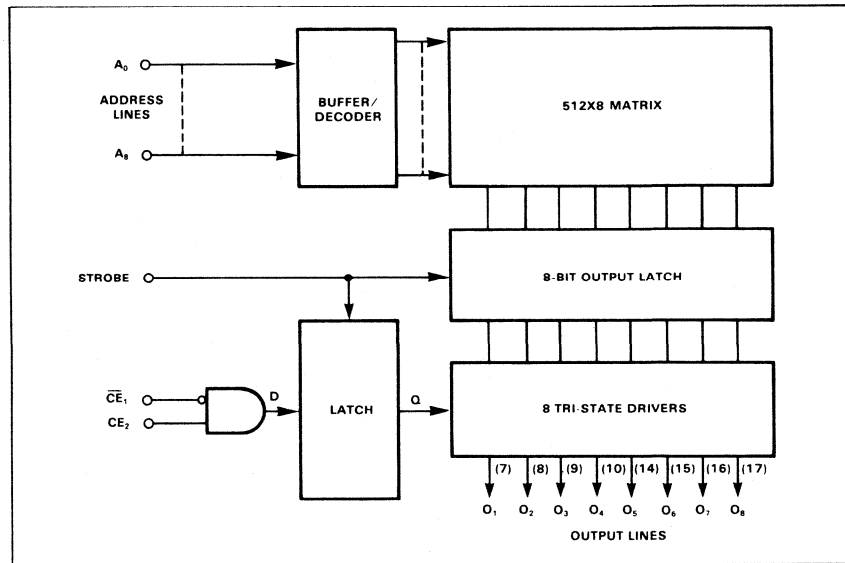 A₀
ADDRESS
LINES
A₈
BUFFER/
DECODER
512X8 MATRIX
STROBE
8-BIT OUTPUT LATCH
C̅E̅₁
CE₂
D
LATCH
Q
8 TRI-STATE DRIVERS
(7) (8) (9) (10) (14) (15) (16) (17)
O₁ O₂ O₃ O₄ O₅ O₆ O₇ O₈
OUTPUT LINES